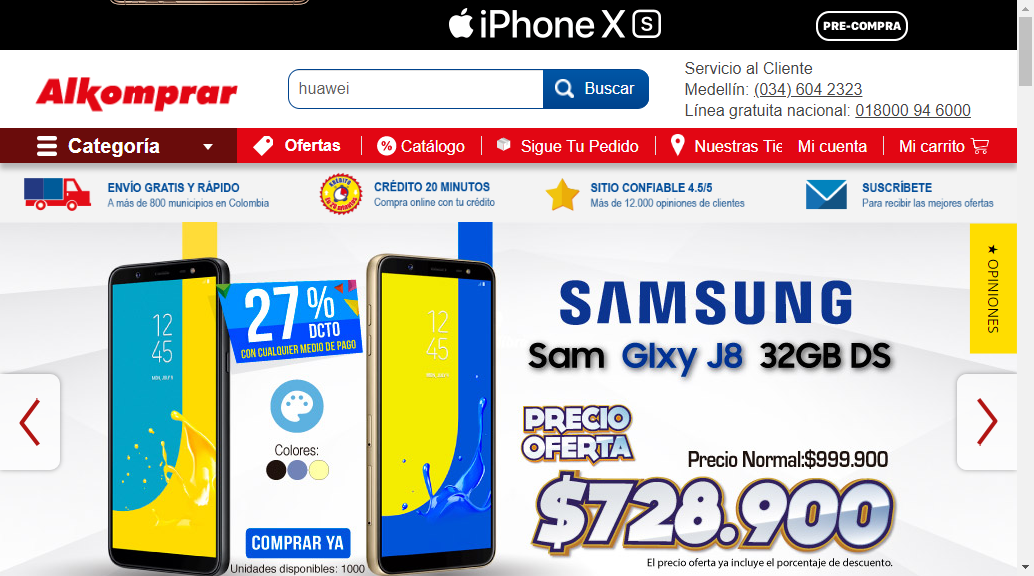 iPhone X S
PRE-COMPRA
Alkomprar
huawei
Buscar
Servicio al Cliente
Medellín: (034) 604 2323
Línea gratuita nacional: 018000 94 6000
Categoría
Ofertas
Catálogo
Sigue Tu Pedido
Nuestras Tie
Mi cuenta
Mi carrito
ENVÍO GRATIS Y RÁPIDO
A más de 800 municipios en Colombia
CRÉDITO 20 MINUTOS
Compra online con tu crédito
SITIO CONFIABLE 4.5/5
Más de 12.000 opiniones de clientes
SUSCRÍBETE
Para recibir las mejores ofertas
★ OPINIONES
12
45
27% DCTO
CON CUALQUIER MEDIO DE PAGO
Colores:
COMPRAR YA
Unidades disponibles: 1000
12
45
SAMSUNG
Sam Glxy J8 32GB DS
PRECIO
OFERTA
Precio Normal:$999.900
$728.900
El precio oferta ya incluye el porcentaje de descuento.